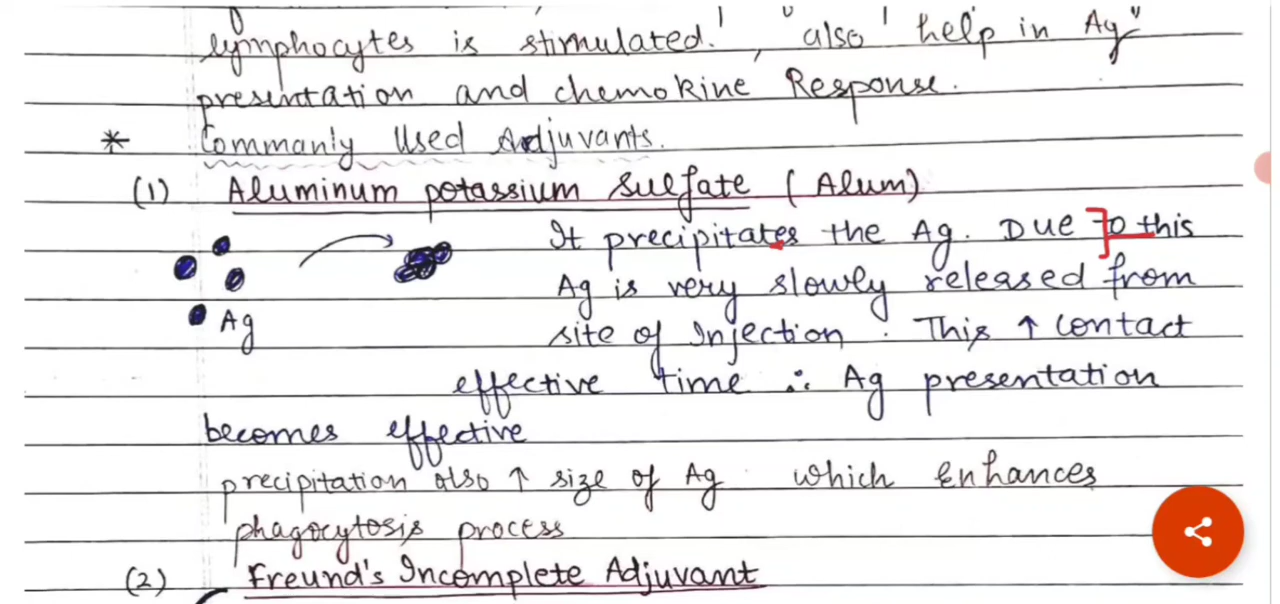 lymphocytes is stimulated. "also help in Ag"
presentation and chemokine Response.
* Commonly Used Adjuvants.
(1) Aluminum potassium sulfate (Alum)
It precipitates the Ag. Due to this
Ag is very slowly released from
Ag
site of Injection. This ↑ contact
effective time ∴ Ag presentation
becomes effective
precipitation also ↑ size of Ag which enhances
phagocytosis process
(2) Freund's Incomplete Adjuvant